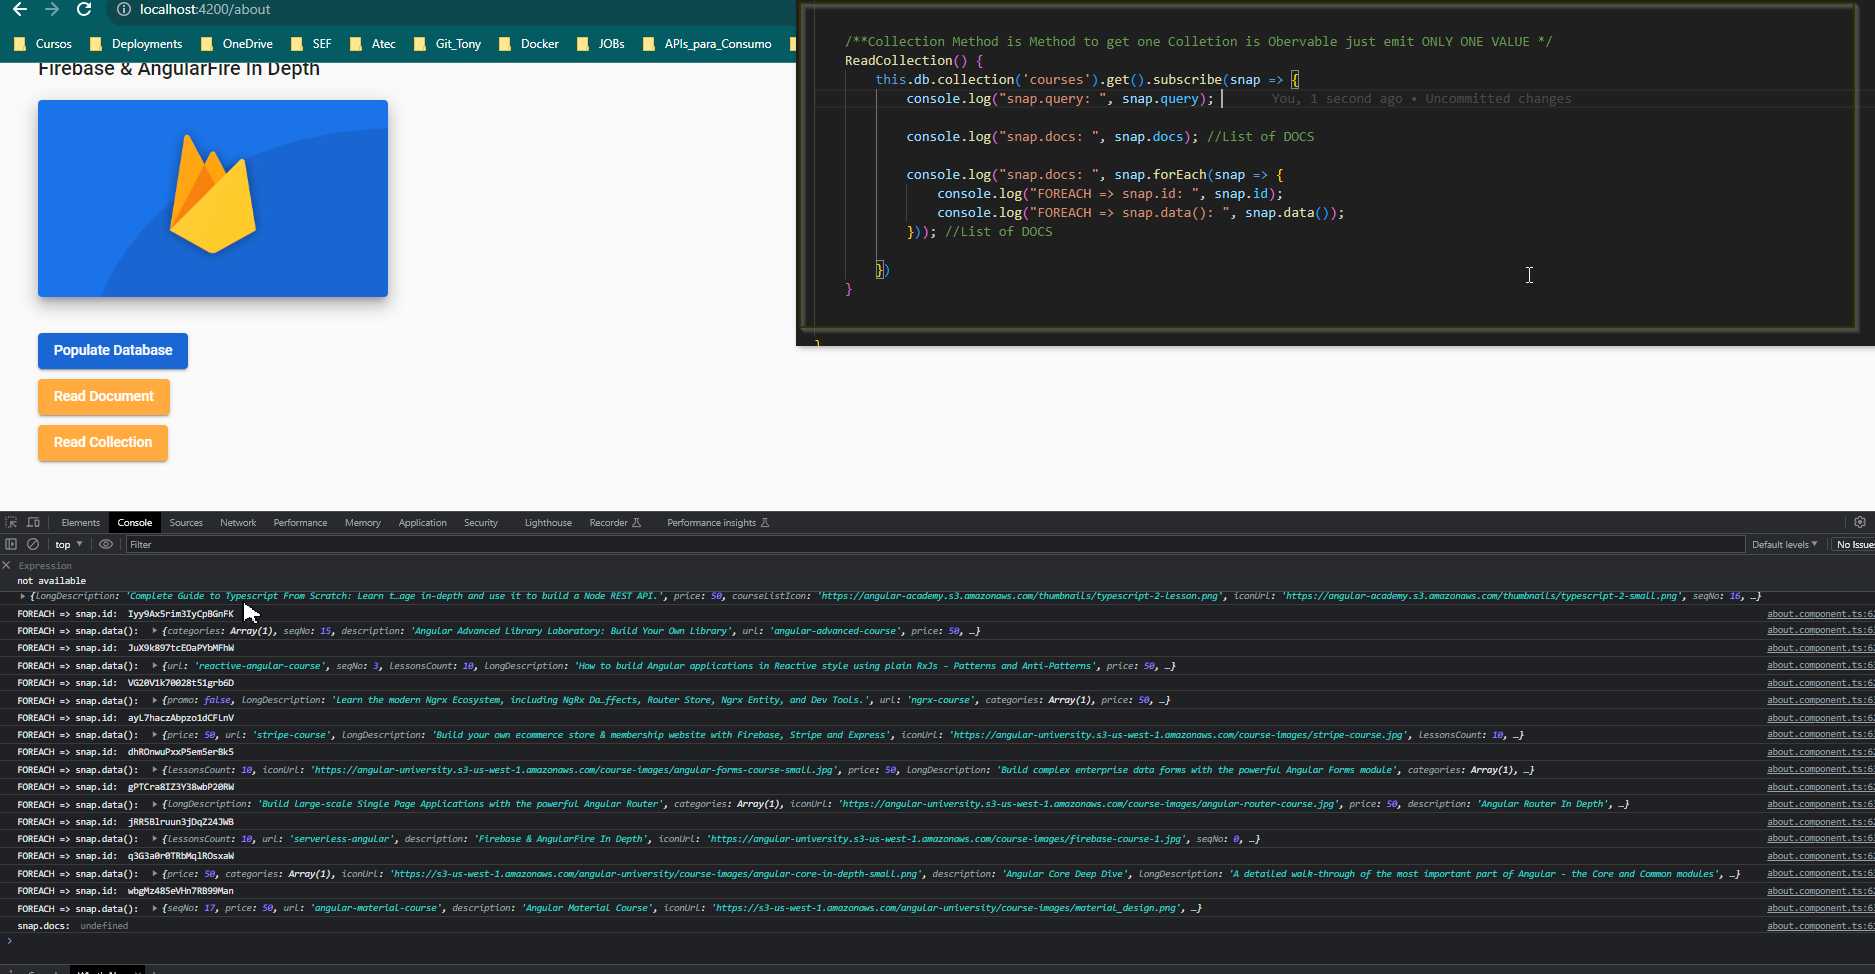 localhost:4200/about
Cursos Deployments OneDrive SEF Atec Git_Tony Docker JOBs APIs_para_Consumo
Firebase & AngularFire In Depth
Populate Database
Read Document
Read Collection
/**Collection Method is Method to get one Colletion is Obervable just emit ONLY ONE VALUE */
ReadCollection() {
this.db.collection('courses').get().subscribe(snap => {
console.log("snap.query: ", snap.query); You, 1 second ago • Uncommitted changes
console.log("snap.docs: ", snap.docs); //List of DOCS
console.log("snap.docs: ", snap.forEach(snap => {
console.log("FOREACH => snap.id: ", snap.id);
console.log("FOREACH => snap.data(): ", snap.data());
})); //List of DOCS
})
}
}
Elements Console Sources Network Performance Memory Application Security Lighthouse Recorder Performance insights
top Filter Default levels No Issues
Expression
not available
{longDescription: 'Complete Guide to Typescript From Scratch: Learn t…age in-depth and use it to build a Node REST API.', price: 50, courseListIcon: 'https://angular-academy.s3.amazonaws.com/thumbnails/typescript-2-lesson.png', iconUrl: 'https://angular-academy.s3.amazonaws.com/thumbnails/typescript-2-small.png', seqNo: 16, …}
FOREACH => snap.id: Iyy9Ax5rim3IyCpBGnFK about.component.ts:62
FOREACH => snap.data(): {categories: Array(1), seqNo: 15, description: 'Angular Advanced Library Laboratory: Build Your Own Library', url: 'angular-advanced-course', price: 50, …} about.component.ts:63
FOREACH => snap.id: JuX9k897tcEOaPYbMFhW about.component.ts:62
FOREACH => snap.data(): {url: 'reactive-angular-course', seqNo: 3, lessonsCount: 10, longDescription: 'How to build Angular applications in Reactive style using plain RxJs - Patterns and Anti-Patterns', price: 50, …} about.component.ts:63
FOREACH => snap.id: VG20V1k70028t51grb6D about.component.ts:62
FOREACH => snap.data(): {promo: false, longDescription: 'Learn the modern Ngrx Ecosystem, including NgRx Da…ffects, Router Store, Ngrx Entity, and Dev Tools.', url: 'ngrx-course', categories: Array(1), price: 50, …} about.component.ts:63
FOREACH => snap.id: ayL7haczAbpzo1dCFLnV about.component.ts:62
FOREACH => snap.data(): {price: 50, url: 'stripe-course', longDescription: 'Build your own ecommerce store & membership website with Firebase, Stripe and Express', iconUrl: 'https://angular-university.s3-us-west-1.amazonaws.com/course-images/stripe-course.jpg', lessonsCount: 10, …} about.component.ts:63
FOREACH => snap.id: dhROnwuPxxP5em5erBk5 about.component.ts:62
FOREACH => snap.data(): {lessonsCount: 10, iconUrl: 'https://angular-university.s3-us-west-1.amazonaws.com/course-images/angular-forms-course-small.jpg', price: 50, longDescription: 'Build complex enterprise data forms with the powerful Angular Forms module', categories: Array(1), …} about.component.ts:63
FOREACH => snap.id: gPTCra8IZ3Y38wbP20RW about.component.ts:62
FOREACH => snap.data(): {longDescription: 'Build large-scale Single Page Applications with the powerful Angular Router', categories: Array(1), iconUrl: 'https://angular-university.s3-us-west-1.amazonaws.com/course-images/angular-router-course.jpg', price: 50, description: 'Angular Router In Depth', …} about.component.ts:63
FOREACH => snap.id: jRR5Blruun3jDqZ24JWB about.component.ts:62
FOREACH => snap.data(): {lessonsCount: 10, url: 'serverless-angular', description: 'Firebase & AngularFire In Depth', iconUrl: 'https://angular-university.s3-us-west-1.amazonaws.com/course-images/firebase-course-1.jpg', seqNo: 0, …} about.component.ts:63
FOREACH => snap.id: q3G3a0r0TRbMqlROsxaW about.component.ts:62
FOREACH => snap.data(): {price: 50, categories: Array(1), iconUrl: 'https://s3-us-west-1.amazonaws.com/angular-university/course-images/angular-core-in-depth-small.png', description: 'Angular Core Deep Dive', longDescription: 'A detailed walk-through of the most important part of Angular - the Core and Common modules', …} about.component.ts:63
FOREACH => snap.id: wbgMz485eVHn7RB99Man about.component.ts:62
FOREACH => snap.data(): {seqNo: 17, price: 50, url: 'angular-material-course', description: 'Angular Material Course', iconUrl: 'https://s3-us-west-1.amazonaws.com/angular-university/course-images/material_design.png', …} about.component.ts:63
snap.docs: undefined about.component.ts:6